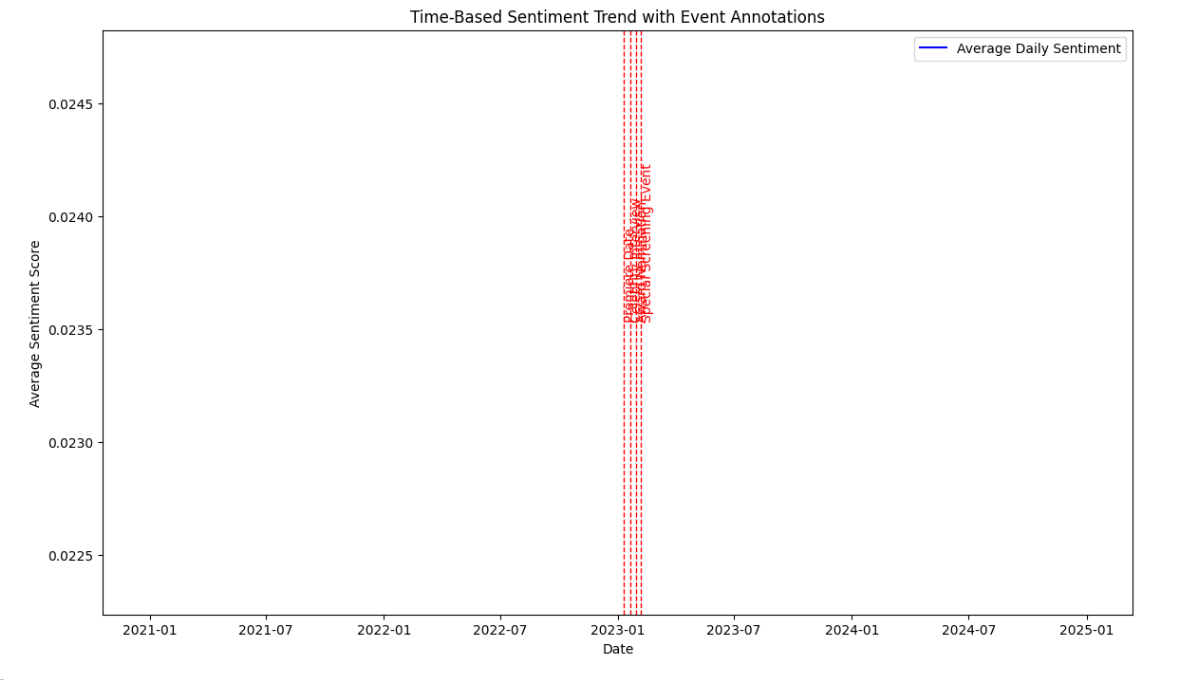 Time-Based Sentiment Trend with Event Annotations
Average Daily Sentiment
Average Sentiment Score
0.0245
0.0240
0.0235
0.0230
0.0225
Premiere Date
Special Screening Event
2021-01 2021-07 2022-01 2022-07 2023-01 2023-07 2024-01 2024-07 2025-01
Date